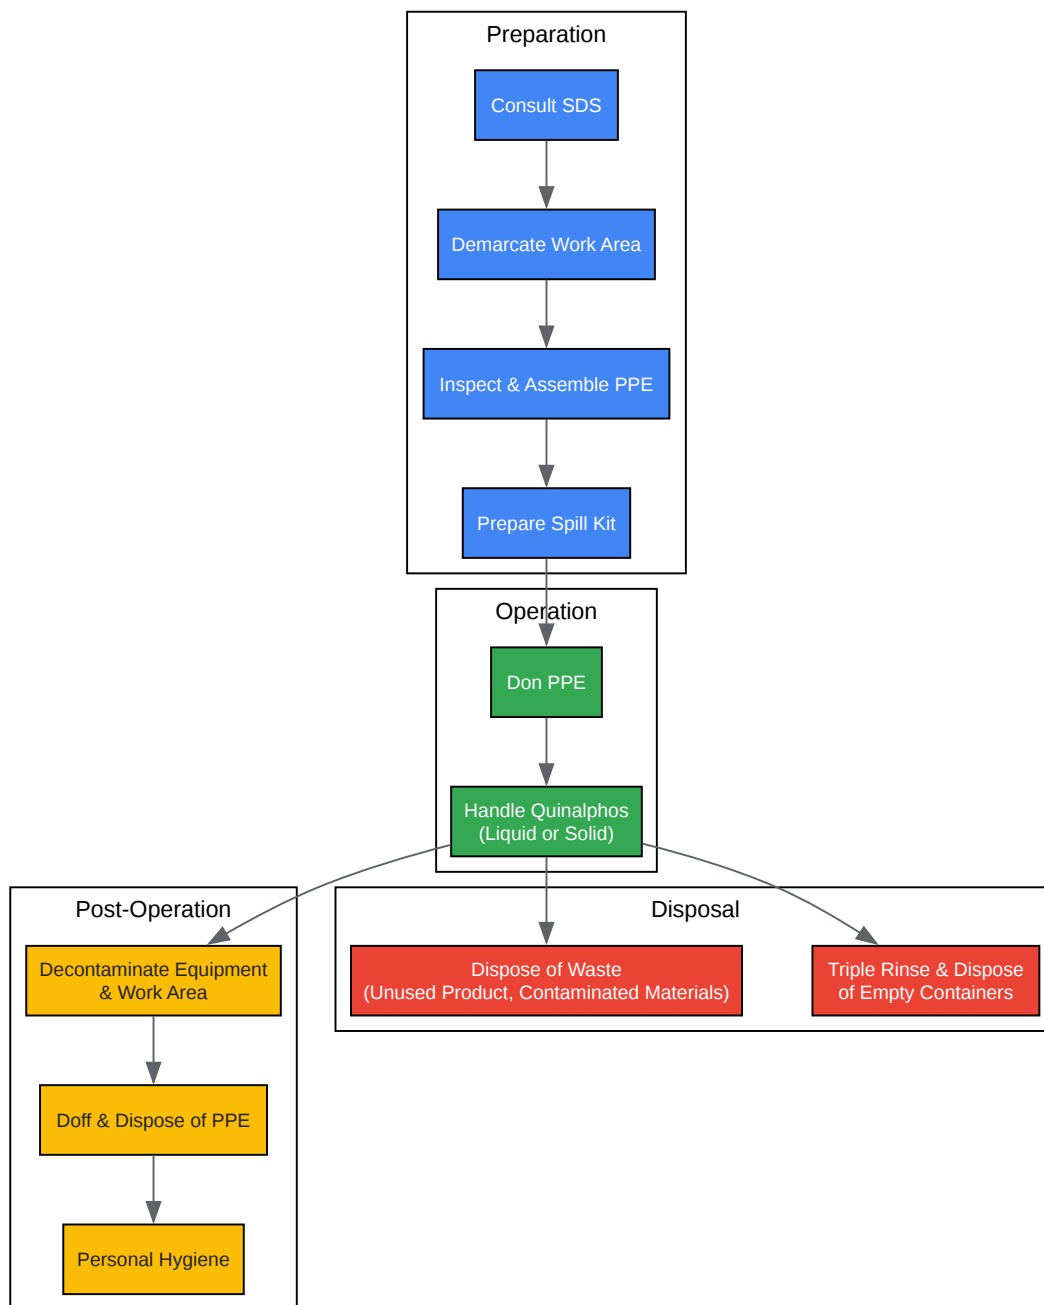 Preparation
Consult SDS
Demarcate Work Area
Inspect & Assemble PPE
Prepare Spill Kit
Operation
Don PPE
Handle Quinalphos
(Liquid or Solid)
Post-Operation
Decontaminate Equipment
& Work Area
Doff & Dispose of PPE
Personal Hygiene
Disposal
Dispose of Waste
(Unused Product, Contaminated Materials)
Triple Rinse & Dispose
of Empty Containers